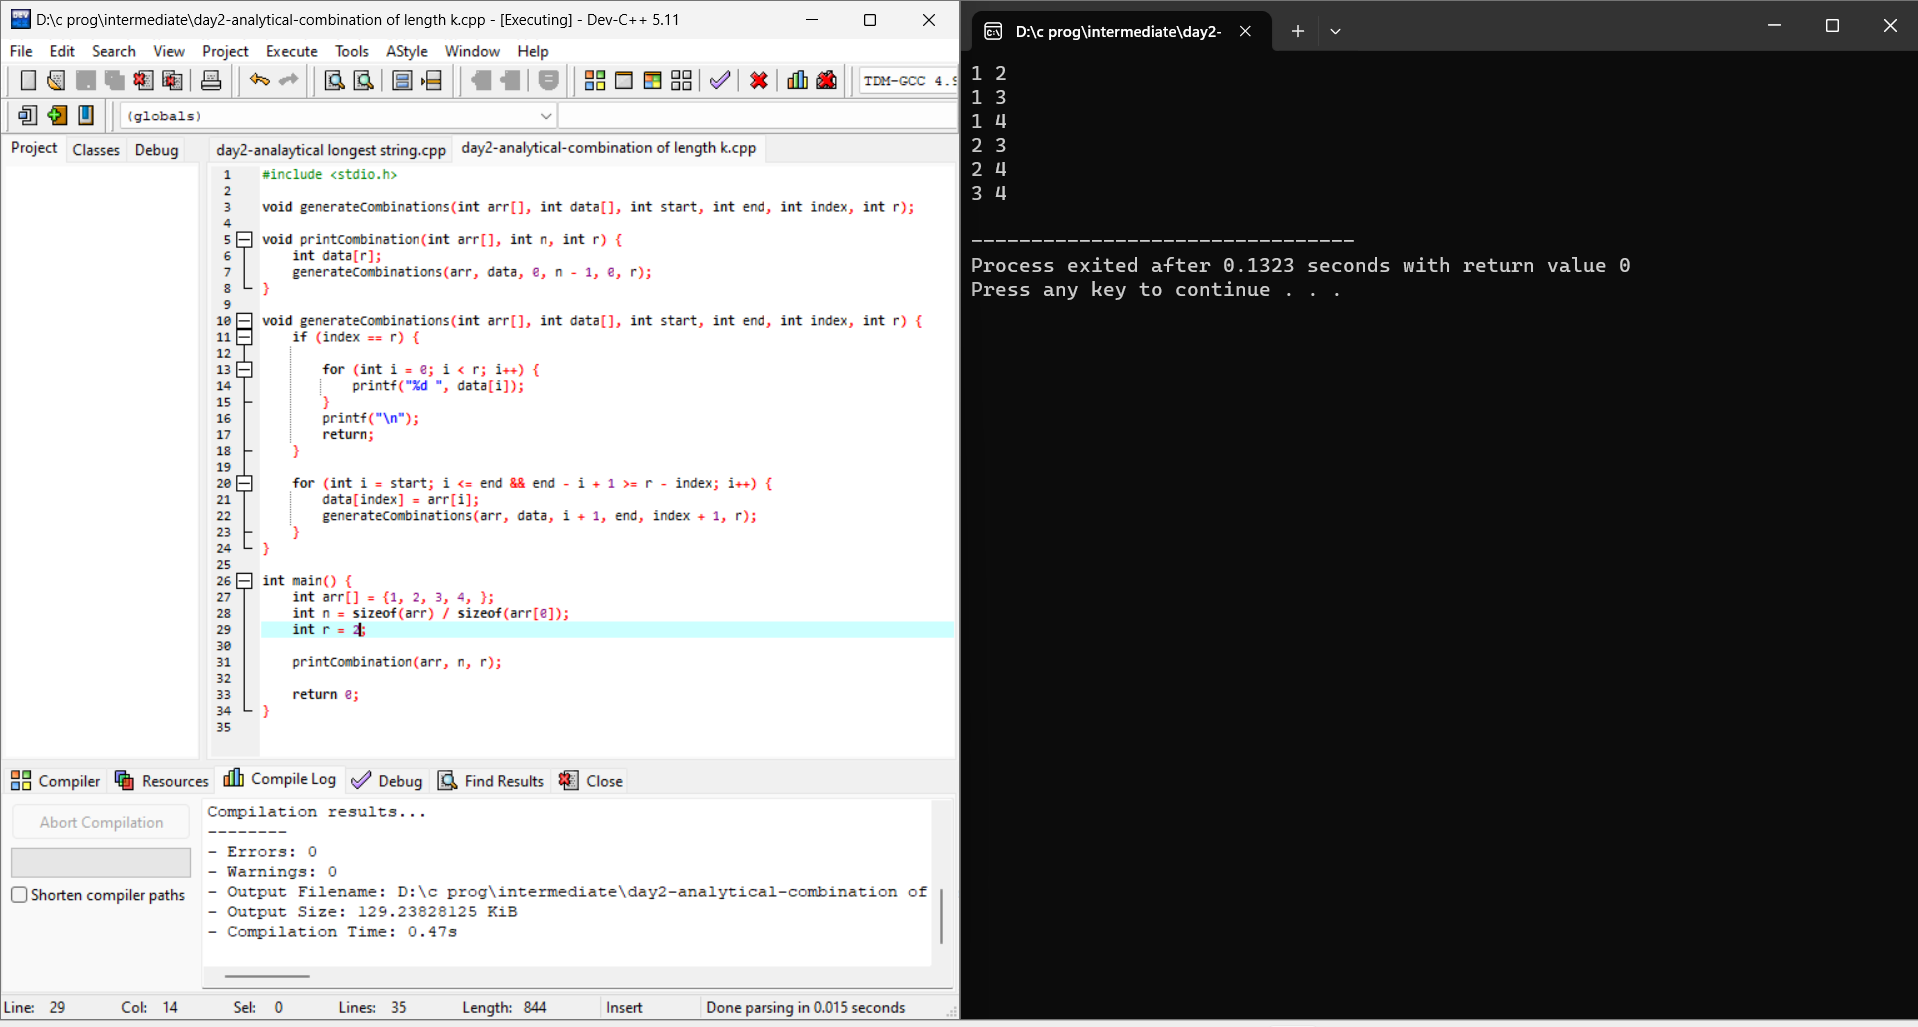 D:\c prog\intermediate\day2-analytical-combination of length k.cpp - [Executing] - Dev-C++ 5.11
File Edit Search View Project Execute Tools AStyle Window Help
TDM-GCC 4.9
(globals)
Project Classes Debug
day2-analaytical longest string.cpp day2-analytical-combination of length k.cpp
1 #include <stdio.h>
2
3 void generateCombinations(int arr[], int data[], int start, int end, int index, int r);
4
5 void printCombination(int arr[], int n, int r) {
6 int data[r];
7 generateCombinations(arr, data, 0, n - 1, 0, r);
8 }
9
10 void generateCombinations(int arr[], int data[], int start, int end, int index, int r) {
11 if (index == r) {
12
13 for (int i = 0; i < r; i++) {
14 printf("%d ", data[i]);
15 }
16 printf("\n");
17 return;
18 }
19
20 for (int i = start; i <= end && end - i + 1 >= r - index; i++) {
21 data[index] = arr[i];
22 generateCombinations(arr, data, i + 1, end, index + 1, r);
23 }
24 }
25
26 int main() {
27 int arr[] = {1, 2, 3, 4, };
28 int n = sizeof(arr) / sizeof(arr[0]);
29 int r = 2;
30
31 printCombination(arr, n, r);
32
33 return 0;
34 }
35
Compiler Resources Compile Log Debug Find Results Close
Abort Compilation
Shorten compiler paths
Compilation results...
--------
- Errors: 0
- Warnings: 0
- Output Filename: D:\c prog\intermediate\day2-analytical-combination of
- Output Size: 129.23828125 KiB
- Compilation Time: 0.47s
Line: 29 Col: 14 Sel: 0 Lines: 35 Length: 844 Insert Done parsing in 0.015 seconds
D:\c prog\intermediate\day2-
1 2
1 3
1 4
2 3
2 4
3 4
--------------------------------
Process exited after 0.1323 seconds with return value 0
Press any key to continue . . .